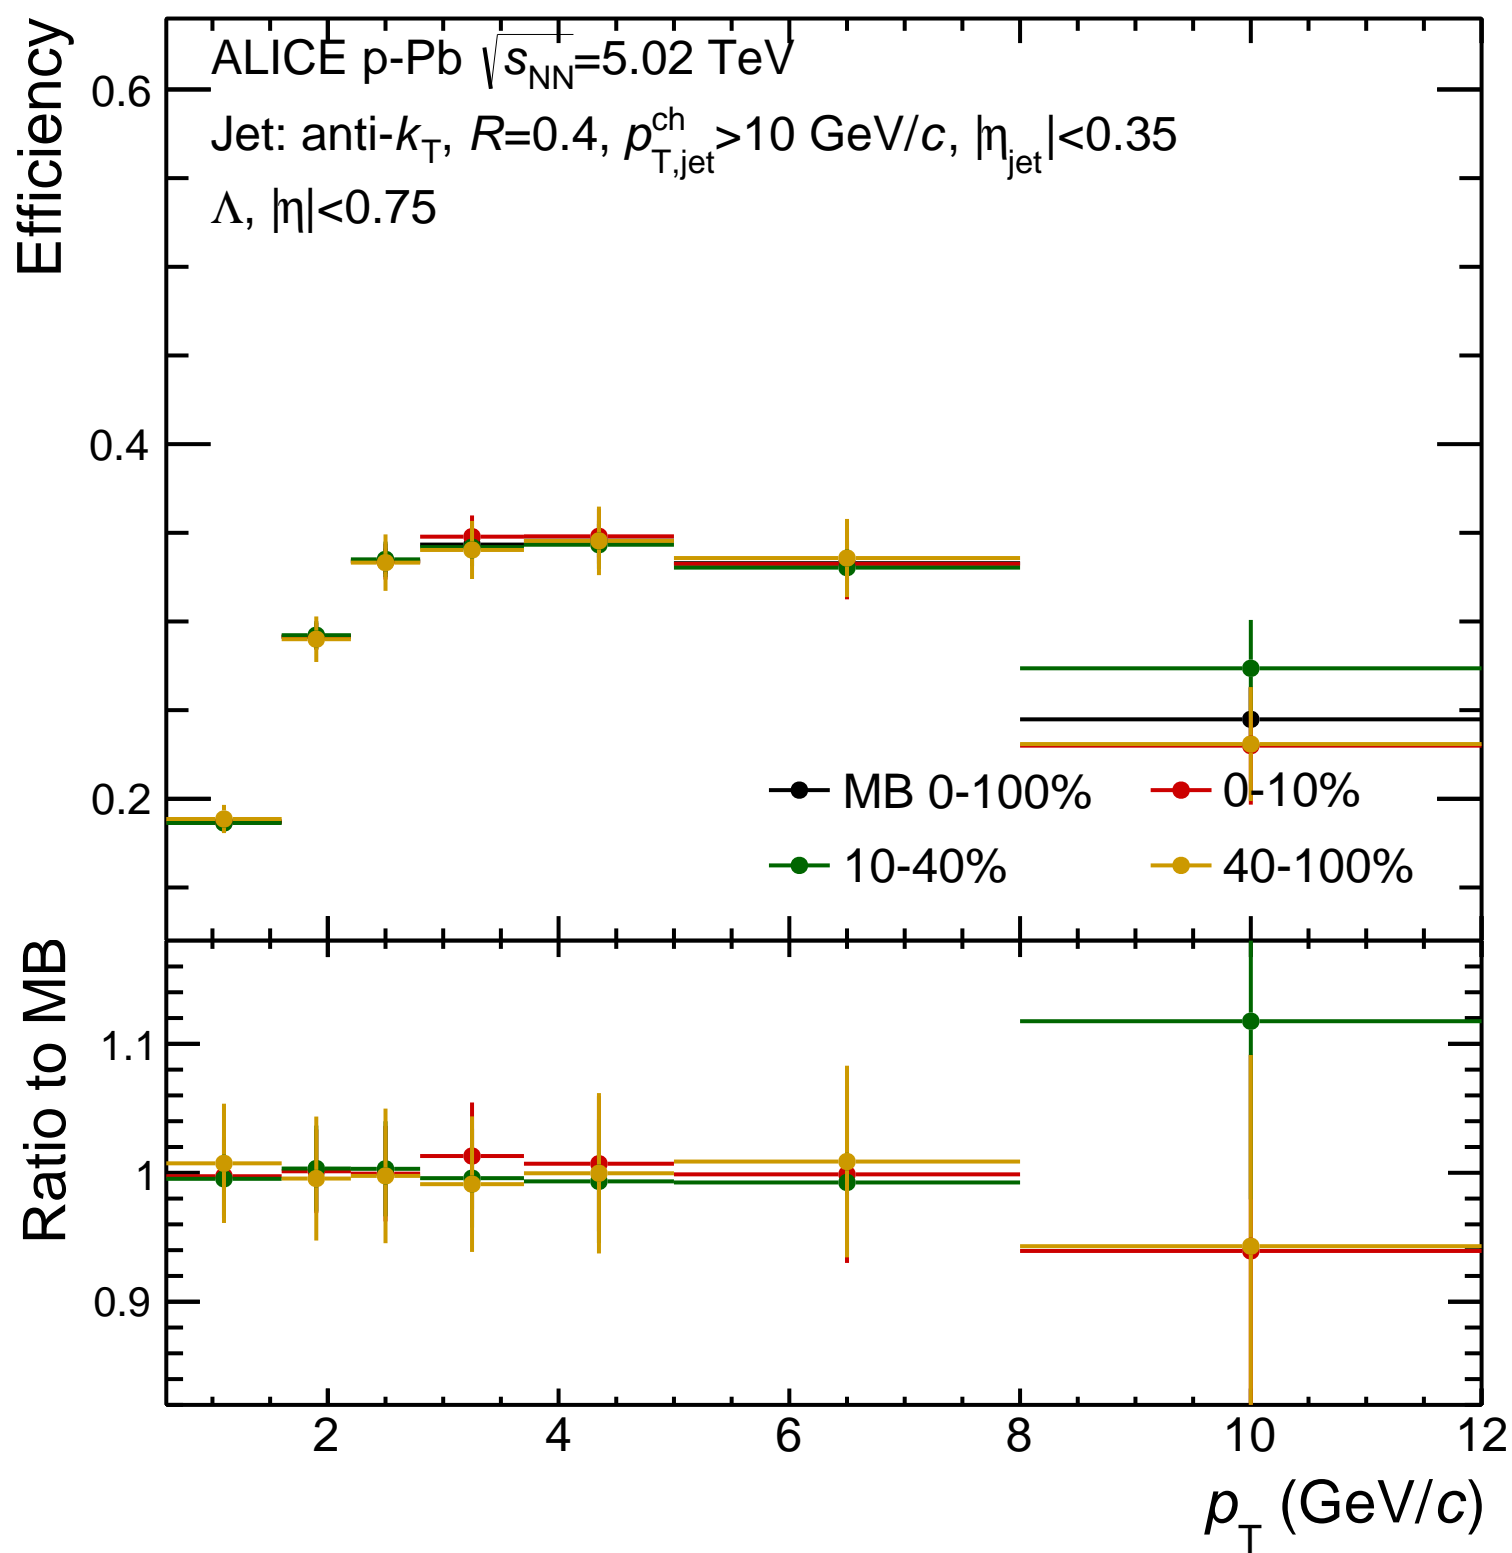 Efficiency
ALICE p-Pb √sNN=5.02 TeV
Jet: anti-kT, R=0.4, pT,jet^ch>10 GeV/c, |ηjet|<0.35
Λ, |η|<0.75
0.6
0.4
0.2
MB 0-100% 0-10%
10-40% 40-100%
Ratio to MB
1.1
1
0.9
2 4 6 8 10 12
pT (GeV/c)